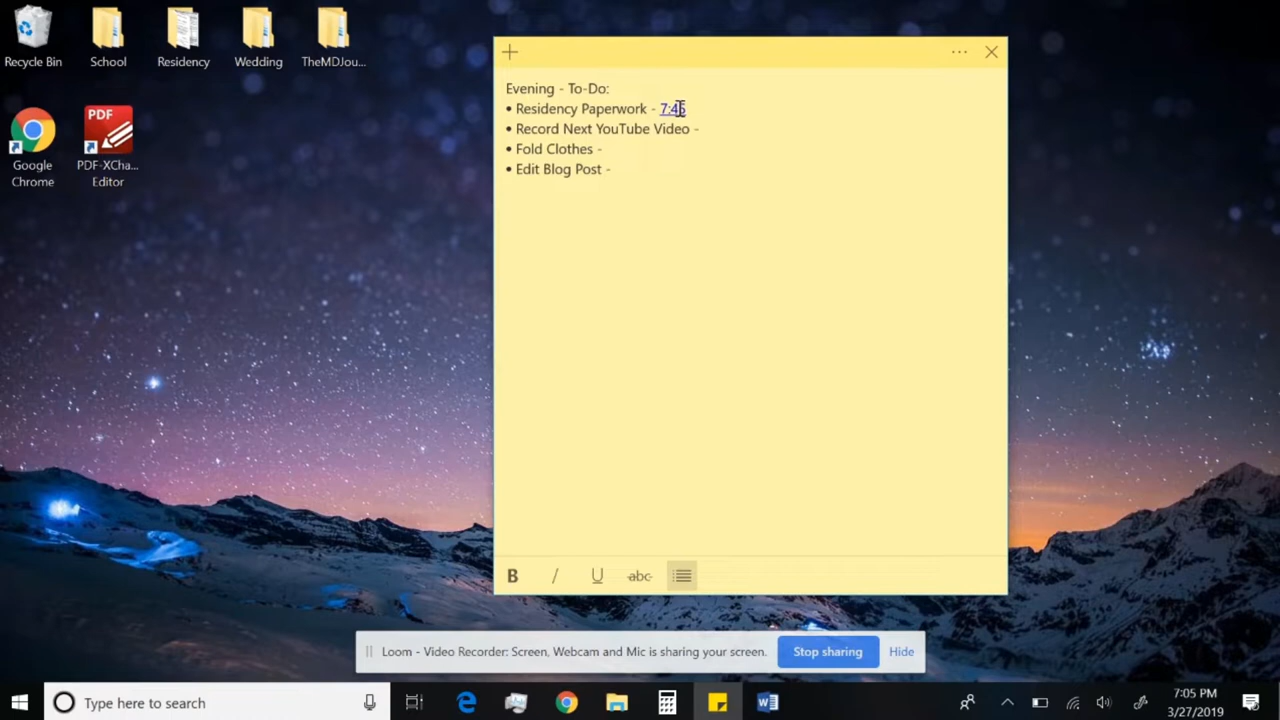 Recycle Bin
School
Residency
Wedding
TheMDJou...
Google
Chrome
PDF
PDF-XCha...
Editor
Evening - To-Do:
• Residency Paperwork - 7:45
• Record Next YouTube Video -
• Fold Clothes -
• Edit Blog Post -
B / U abc
Loom - Video Recorder: Screen, Webcam and Mic is sharing your screen.
Stop sharing
Hide
Type here to search
7:05 PM
3/27/2019